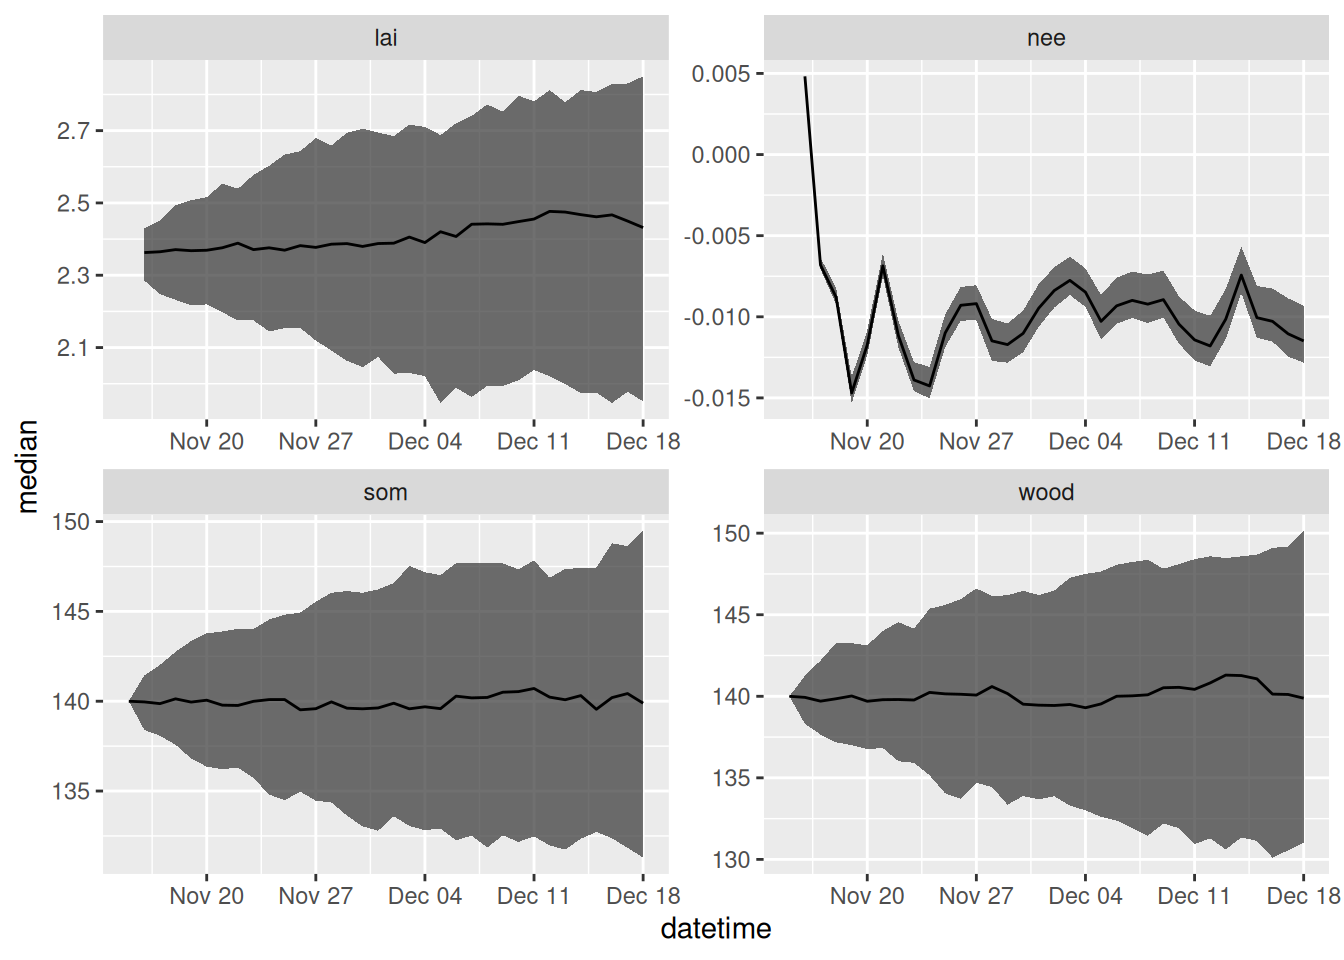 lai
nee
2.7
2.5
2.3
2.1
0.005
0.000
-0.005
-0.010
-0.015
Nov 20 Nov 27 Dec 04 Dec 11 Dec 18
Nov 20 Nov 27 Dec 04 Dec 11 Dec 18
median
som
wood
150
145
140
135
150
145
140
135
130
Nov 20 Nov 27 Dec 04 Dec 11 Dec 18
Nov 20 Nov 27 Dec 04 Dec 11 Dec 18
datetime